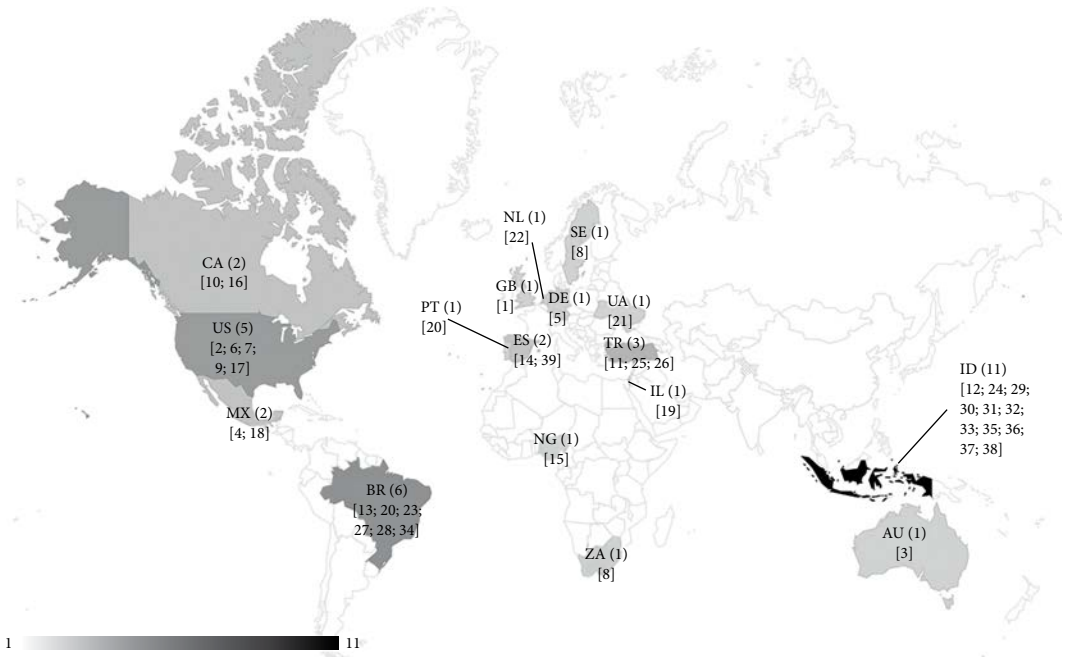 NL (1)
[22]
SE (1)
[8]
CA (2)
[10; 16]
GB (1)
[1]
DE (1)
[5]
UA (1)
[21]
PT (1)
[20]
US (5)
[2; 6; 7;
9; 17]
ES (2)
[14; 39]
TR (3)
[11; 25; 26]
IL (1)
[19]
ID (11)
[12; 24; 29;
30; 31; 32;
33; 35; 36;
37; 38]
MX (2)
[4; 18]
NG (1)
[15]
BR (6)
[13; 20; 23;
27; 28; 34]
AU (1)
[3]
ZA (1)
[8]
1
11